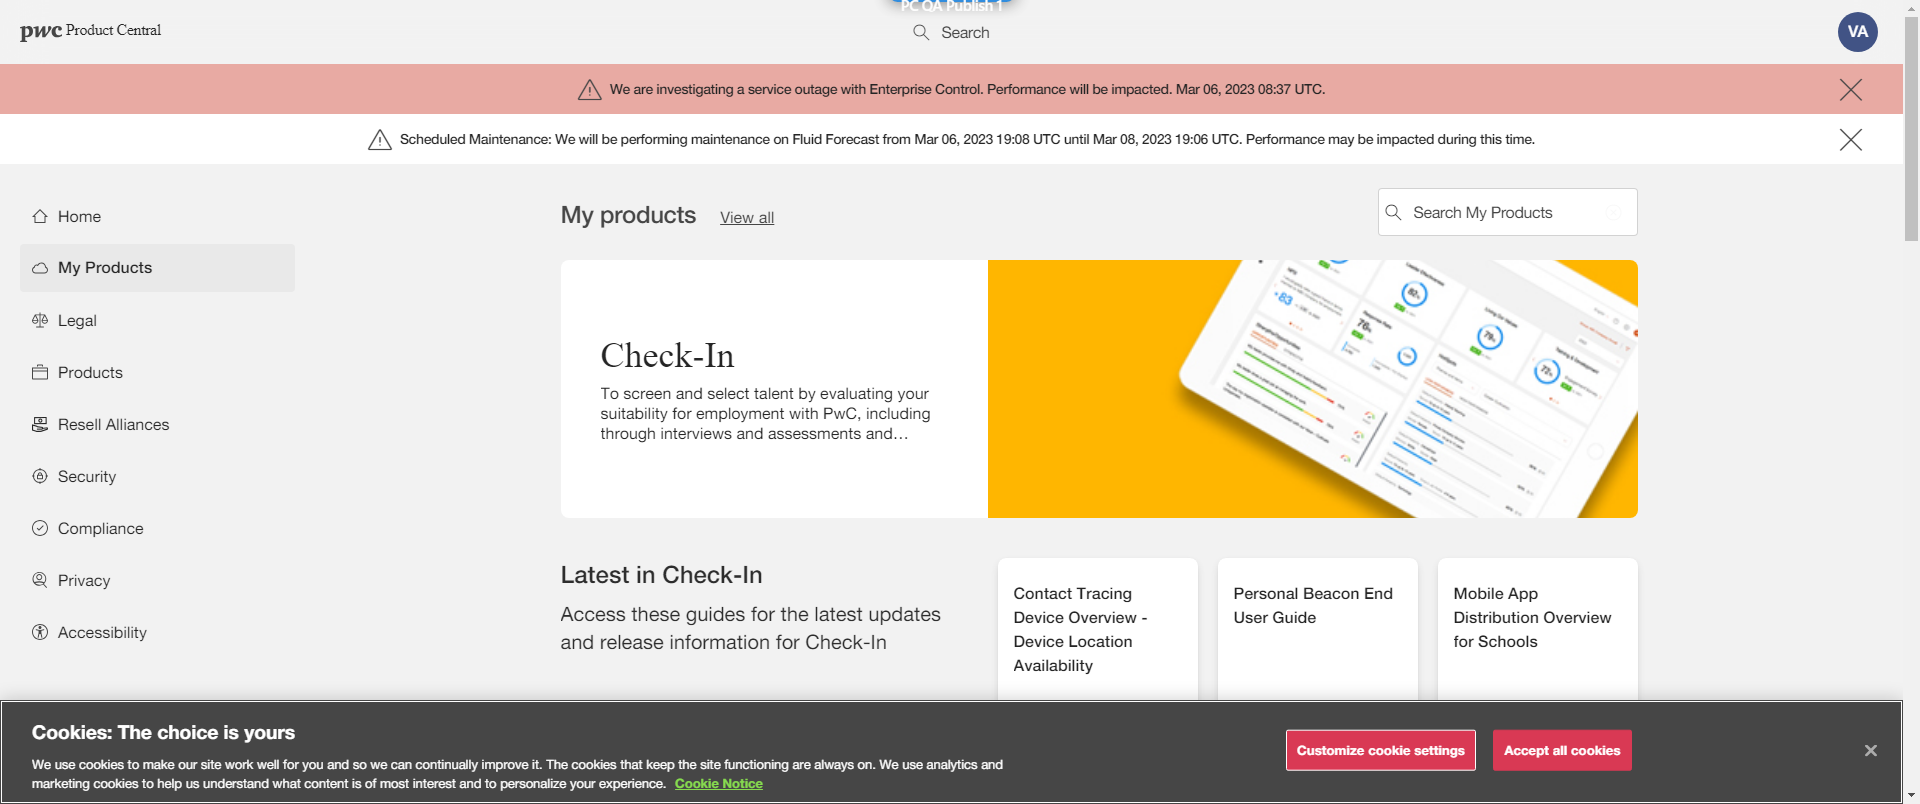 PC QA Publish 1
pwc Product Central
Search
VA
We are investigating a service outage with Enterprise Control. Performance will be impacted. Mar 06, 2023 08:37 UTC.
Scheduled Maintenance: We will be performing maintenance on Fluid Forecast from Mar 06, 2023 19:08 UTC until Mar 08, 2023 19:06 UTC. Performance may be impacted during this time.
Home
My Products
Legal
Products
Resell Alliances
Security
Compliance
Privacy
Accessibility
My products View all
Search My Products
Check-In
To screen and select talent by evaluating your
suitability for employment with PwC, including
through interviews and assessments and…
82%
83
76%
79%
72%
Latest in Check-In
Access these guides for the latest updates
and release information for Check-In
Contact Tracing
Device Overview -
Device Location
Availability
Personal Beacon End
User Guide
Mobile App
Distribution Overview
for Schools
Cookies: The choice is yours
We use cookies to make our site work well for you and so we can continually improve it. The cookies that keep the site functioning are always on. We use analytics and
marketing cookies to help us understand what content is of most interest and to personalize your experience. Cookie Notice
Customize cookie settings
Accept all cookies